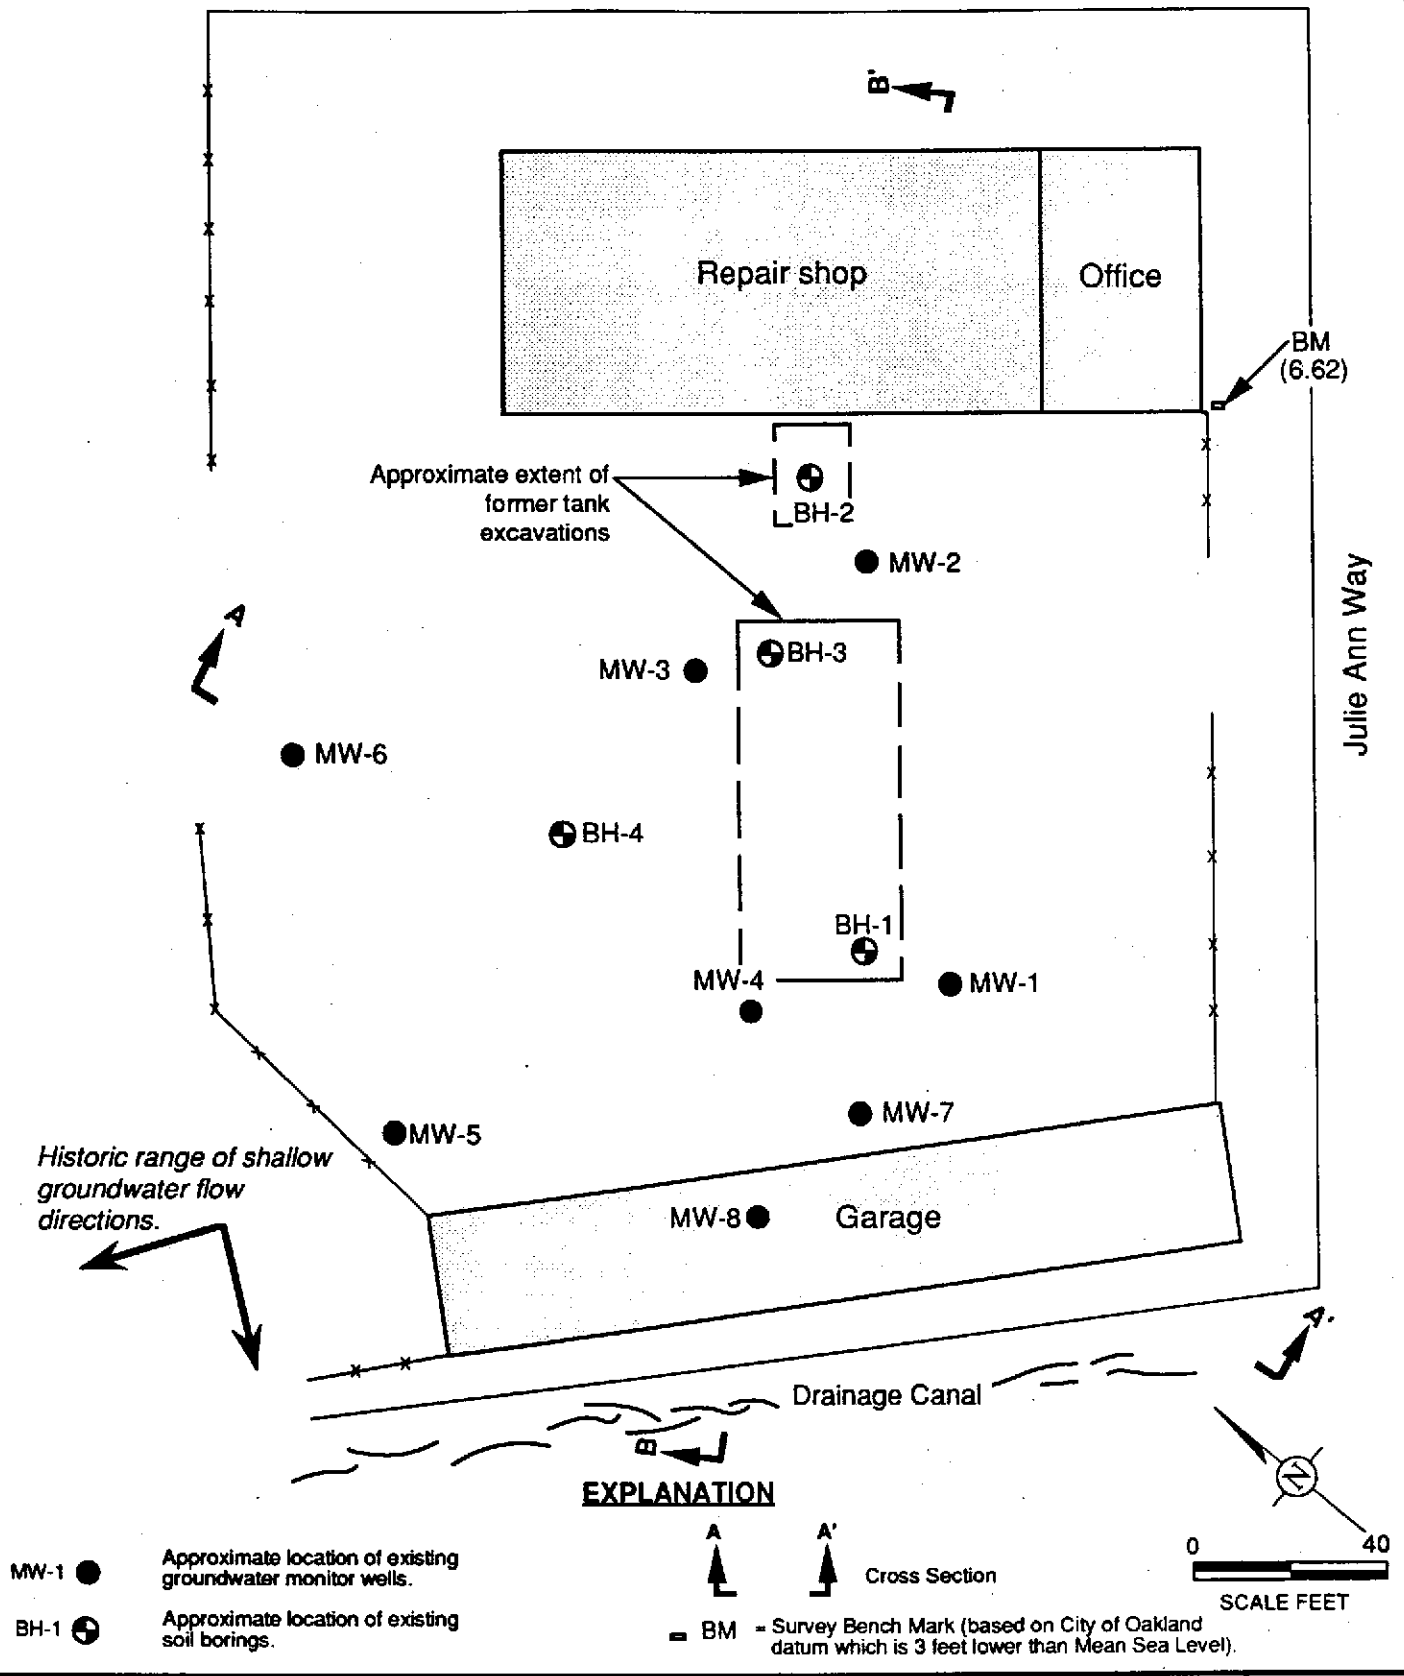 B'
Repair shop
Office
BM
(6.62)
Approximate extent of
former tank
excavations
BH-2
MW-2
Julie Ann Way
A
BH-3
MW-3
MW-6
BH-4
BH-1
MW-4
MW-1
MW-7
MW-5
Historic range of shallow
groundwater flow
directions.
MW-8
Garage
A'
Drainage Canal
B
N
EXPLANATION
A
A'
0
40
MW-1
Approximate location of existing
groundwater monitor wells.
Cross Section
SCALE FEET
BH-1
Approximate location of existing
soil borings.
BM
= Survey Bench Mark (based on City of Oakland
datum which is 3 feet lower than Mean Sea Level).